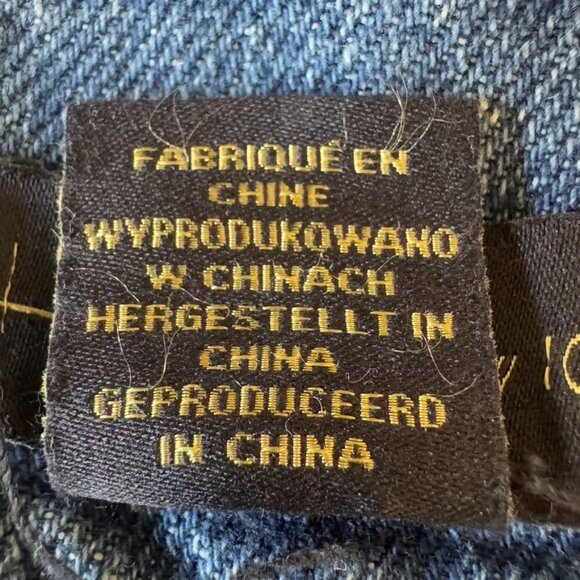 FABRIQUÉ EN
CHINE
WYPRODUKOWANO
W CHINACH
HERGESTELLT IN
CHINA
GEPRODUCEERD
IN CHINA